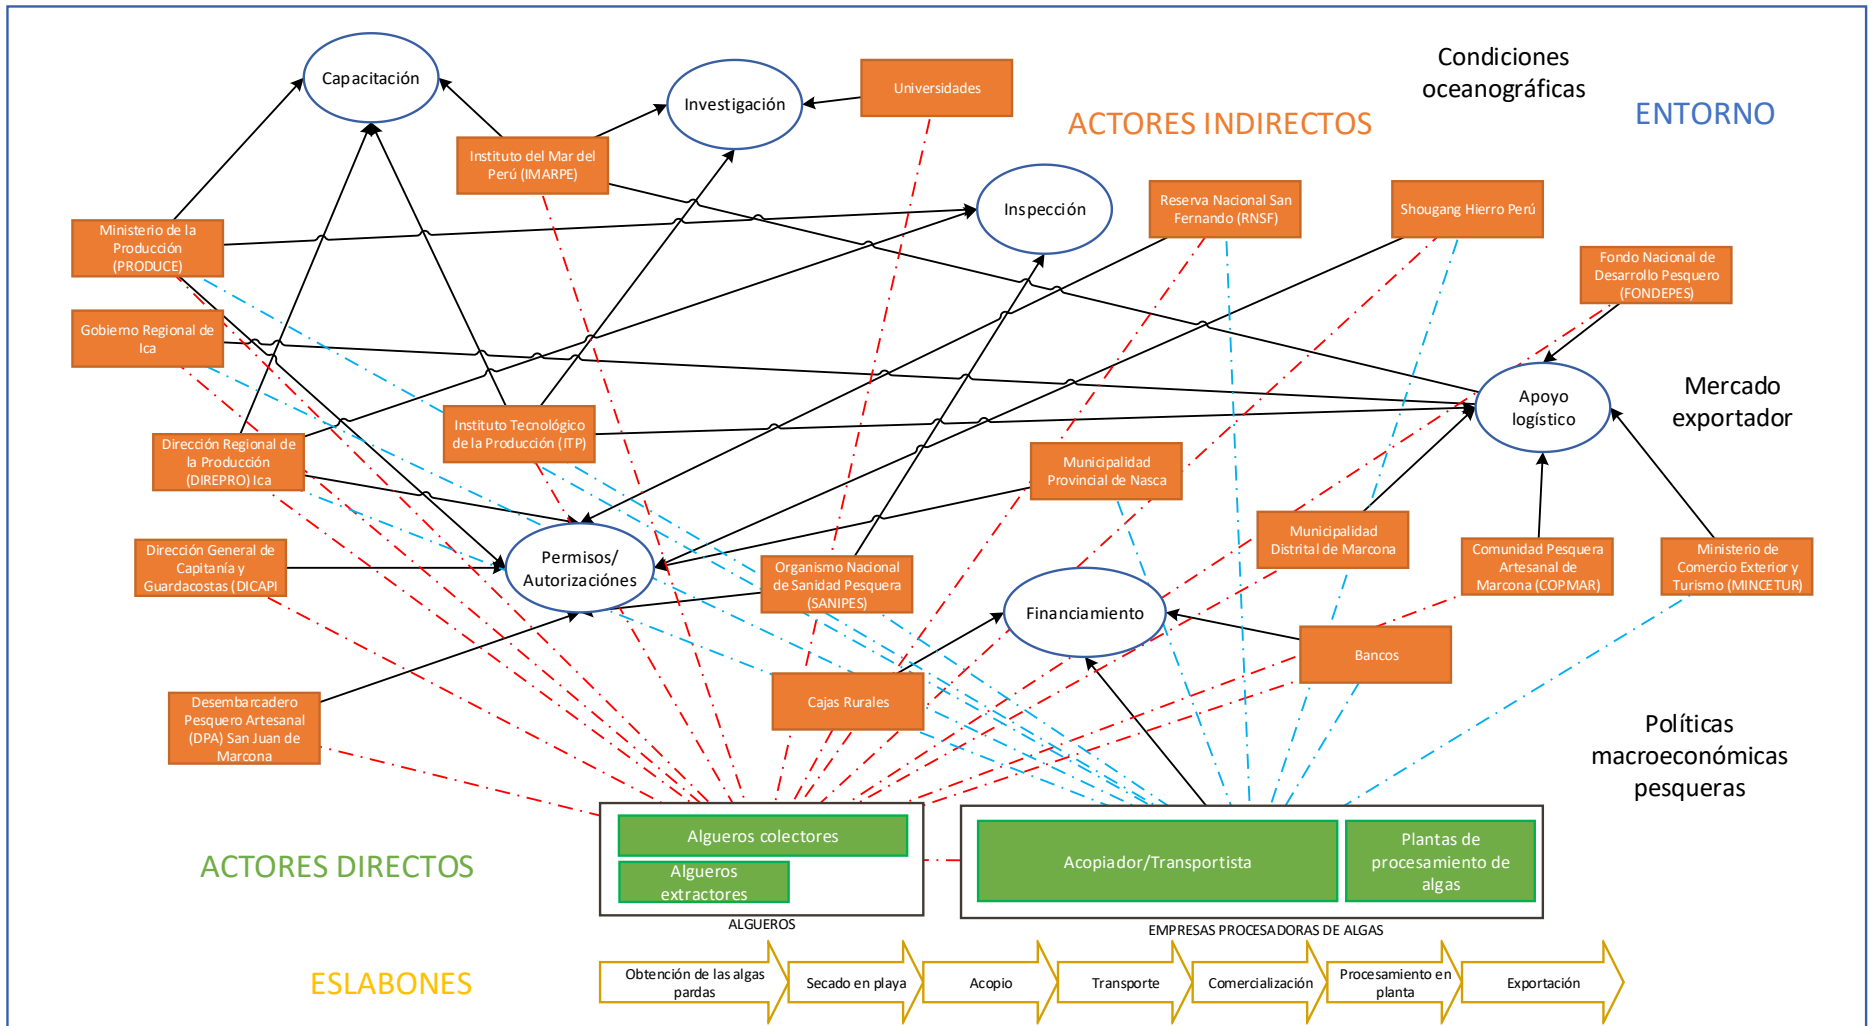 Condiciones
oceanográficas
ENTORNO
ACTORES INDIRECTOS
Capacitación
Investigación
Universidades
Instituto del Mar del
Perú (IMARPE)
Inspección
Reserva Nacional San
Fernando (RNSF)
Shougang Hierro Perú
Ministerio de la
Producción
(PRODUCE)
Fondo Nacional de
Desarrollo Pesquero
(FONDEPES)
Gobierno Regional de
Ica
Apoyo
logístico
Mercado
exportador
Dirección Regional de
la Producción
(DIREPRO) Ica
Instituto Tecnológico
de la Producción (ITP)
Municipalidad
Provincial de Nasca
Municipalidad
Distrital de Marcona
Dirección General de
Capitanía y
Guardacostas (DICAPI
Permisos/
Autorizaciónes
Organismo Nacional
de Sanidad Pesquera
(SANIPES)
Comunidad Pesquera
Artesanal de
Marcona (COPMAR)
Ministerio de
Comercio Exterior y
Turismo (MINCETUR)
Financiamiento
Bancos
Desembarcadero
Pesquero Artesanal
(DPA) San Juan de
Marcona
Cajas Rurales
Políticas
macroeconómicas
pesqueras
ACTORES DIRECTOS
Algueros colectores
Algueros
extractores
ALGUEROS
Acopiador/Transportista
Plantas de
procesamiento de
algas
EMPRESAS PROCESADORAS DE ALGAS
ESLABONES
Obtención de las algas
pardas
Secado en playa
Acopio
Transporte
Comercialización
Procesamiento en
planta
Exportación